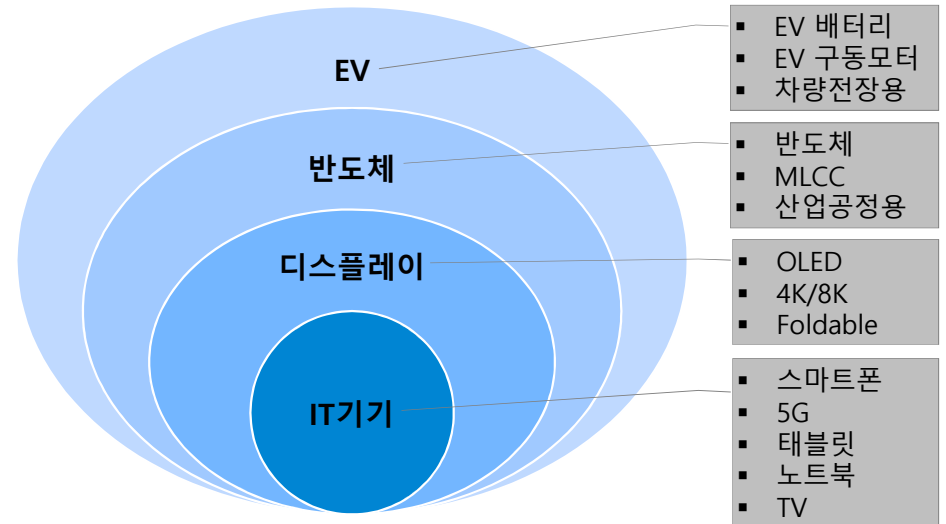 EV
▪ EV 배터리
▪ EV 구동모터
▪ 차량전장용
반도체
▪ 반도체
▪ MLCC
▪ 산업공정용
디스플레이
▪ OLED
▪ 4K/8K
▪ Foldable
IT기기
▪ 스마트폰
▪ 5G
▪ 태블릿
▪ 노트북
▪ TV